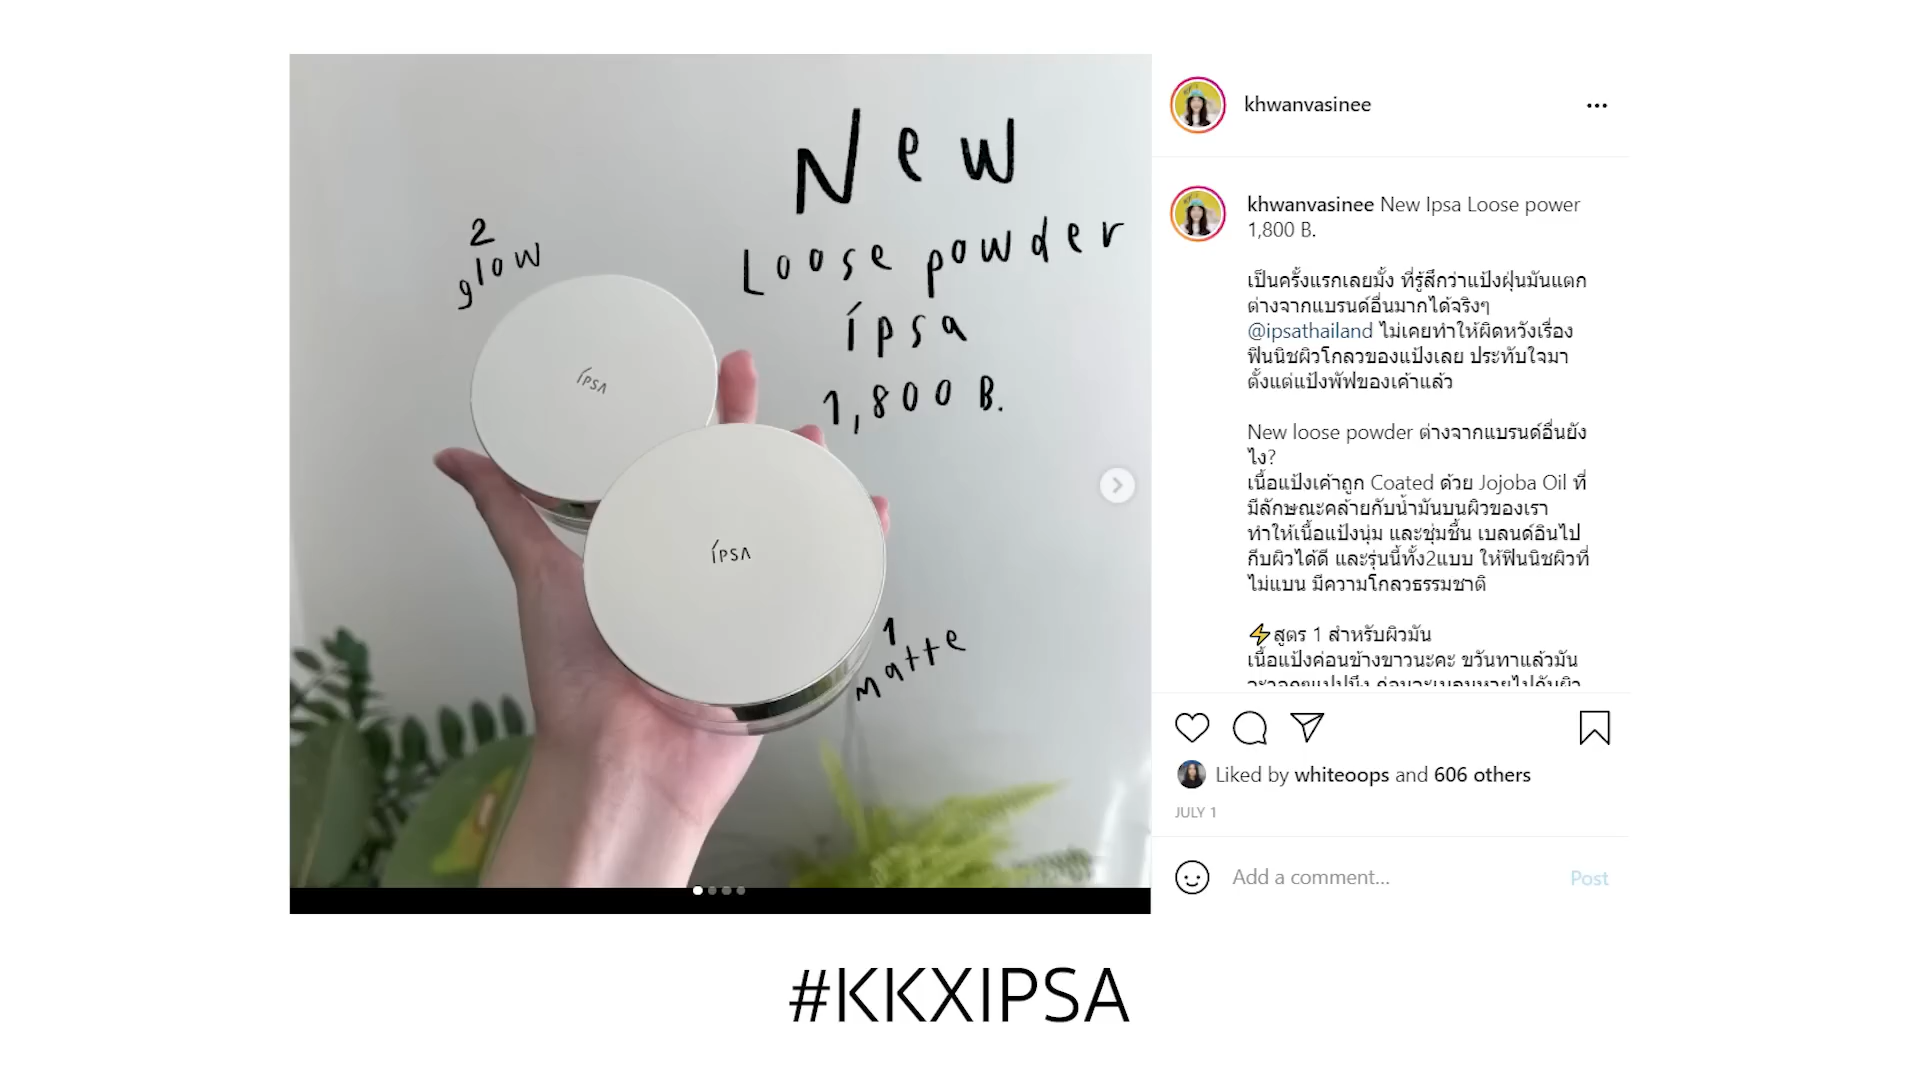 New
Loose powder
ipsa
1,800 B.
2
glow
IPSA
IPSA
1
matte
khwanvasinee
khwanvasinee New Ipsa Loose power
1,800 B.
เป็นครั้งแรกเลยมั้ง ที่รู้สึกว่าแป้งฝุ่นมันแตก
ต่างจากแบรนด์อื่นมากได้จริงๆ
@ipsathailand ไม่เคยทำให้ผิดหวังเรื่อง
ฟินนิชผิวโกลวของแป้งเลย ประทับใจมา
ตั้งแต่แป้งพัฟของเค้าแล้ว
New loose powder ต่างจากแบรนด์อื่นยัง
ไง?
เนื้อแป้งเค้าถูก Coated ด้วย Jojoba Oil ที่
มีลักษณะคล้ายกับน้ำมันบนผิวของเรา
ทำให้เนื้อแป้งนุ่ม และชุ่มชื้น เบลนด์อินไป
กีบผิวได้ดี และรุ่นนี้ทั้ง2แบบ ให้ฟินนิชผิวที่
ไม่แบน มีความโกลวธรรมชาติ
⚡สูตร 1 สำหรับผิวมัน
เนื้อแป้งค่อนข้างขาวนะคะ ขวันทาแล้วมัน
Liked by whiteoops and 606 others
JULY 1
Add a comment...
Post
#KKXIPSA